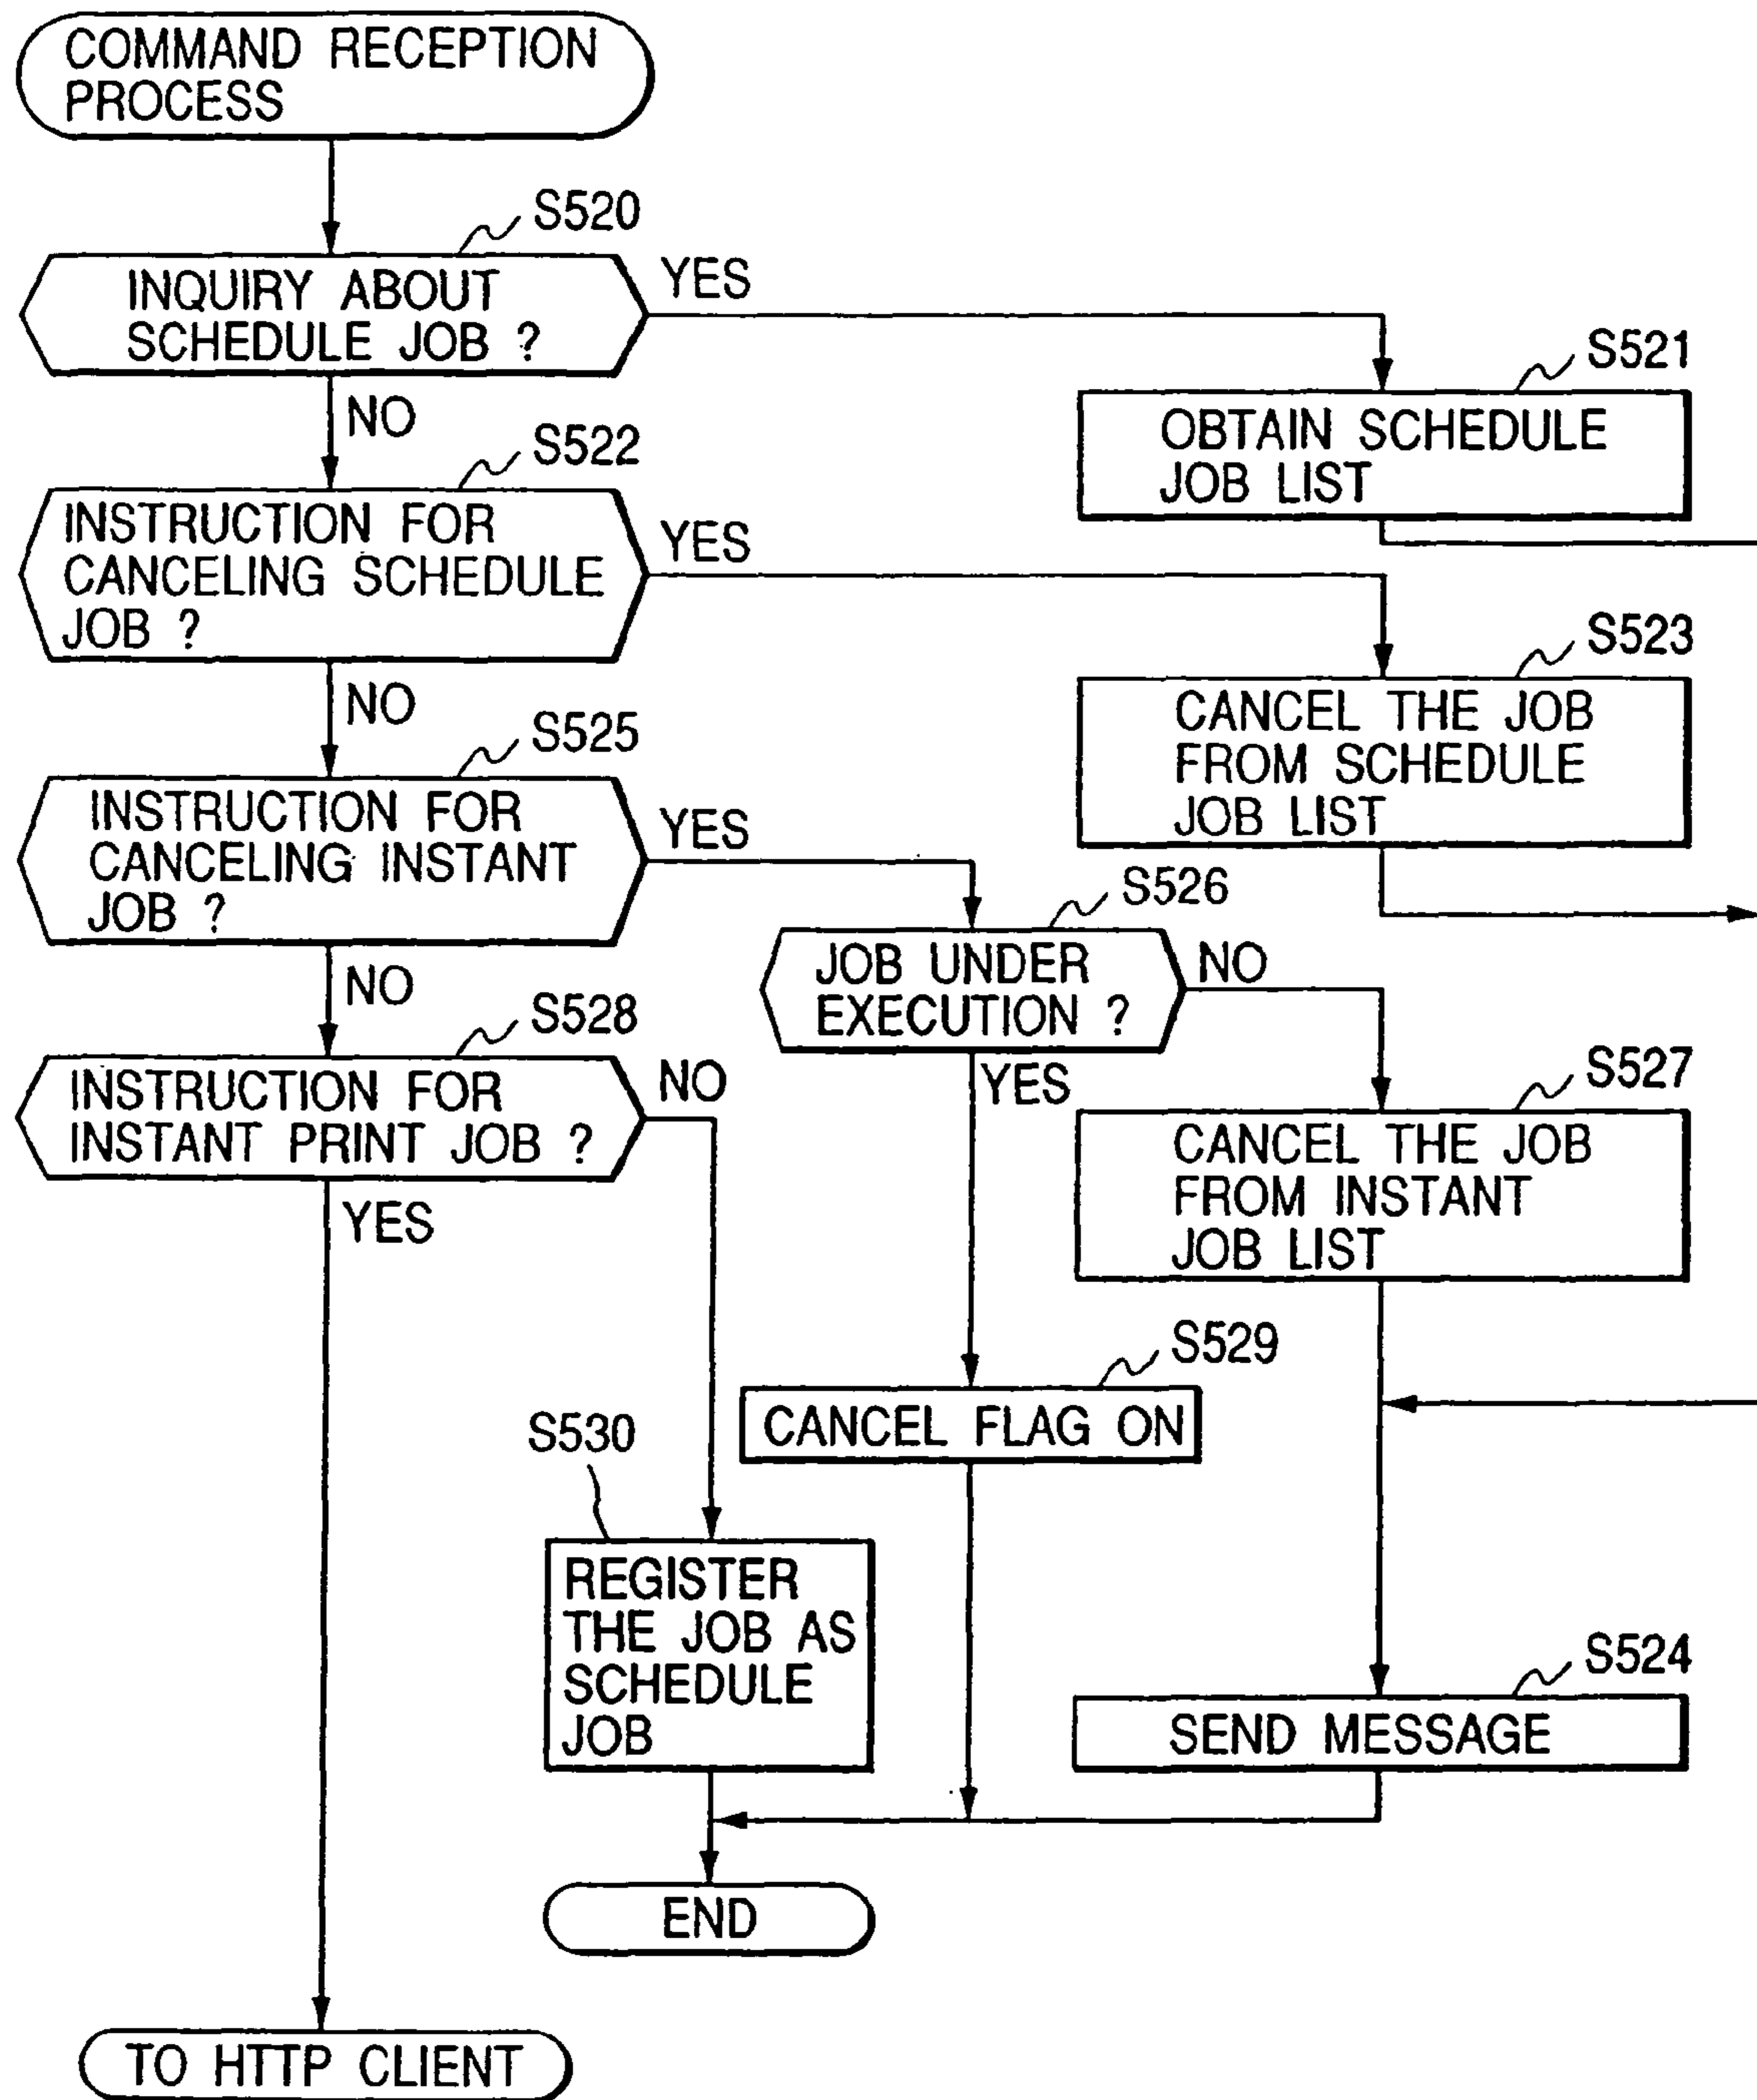 COMMAND RECEPTION
PROCESS
S520
INQUIRY ABOUT
SCHEDULE JOB ?
YES
NO
S521
OBTAIN SCHEDULE
JOB LIST
S522
INSTRUCTION FOR
CANCELING SCHEDULE
JOB ?
YES
NO
S523
CANCEL THE JOB
FROM SCHEDULE
JOB LIST
S525
INSTRUCTION FOR
CANCELING INSTANT
JOB ?
YES
NO
S526
JOB UNDER
EXECUTION ?
NO
YES
S527
CANCEL THE JOB
FROM INSTANT
JOB LIST
S528
INSTRUCTION FOR
INSTANT PRINT JOB ?
NO
YES
S529
CANCEL FLAG ON
S530
REGISTER
THE JOB AS
SCHEDULE
JOB
S524
SEND MESSAGE
END
TO HTTP CLIENT